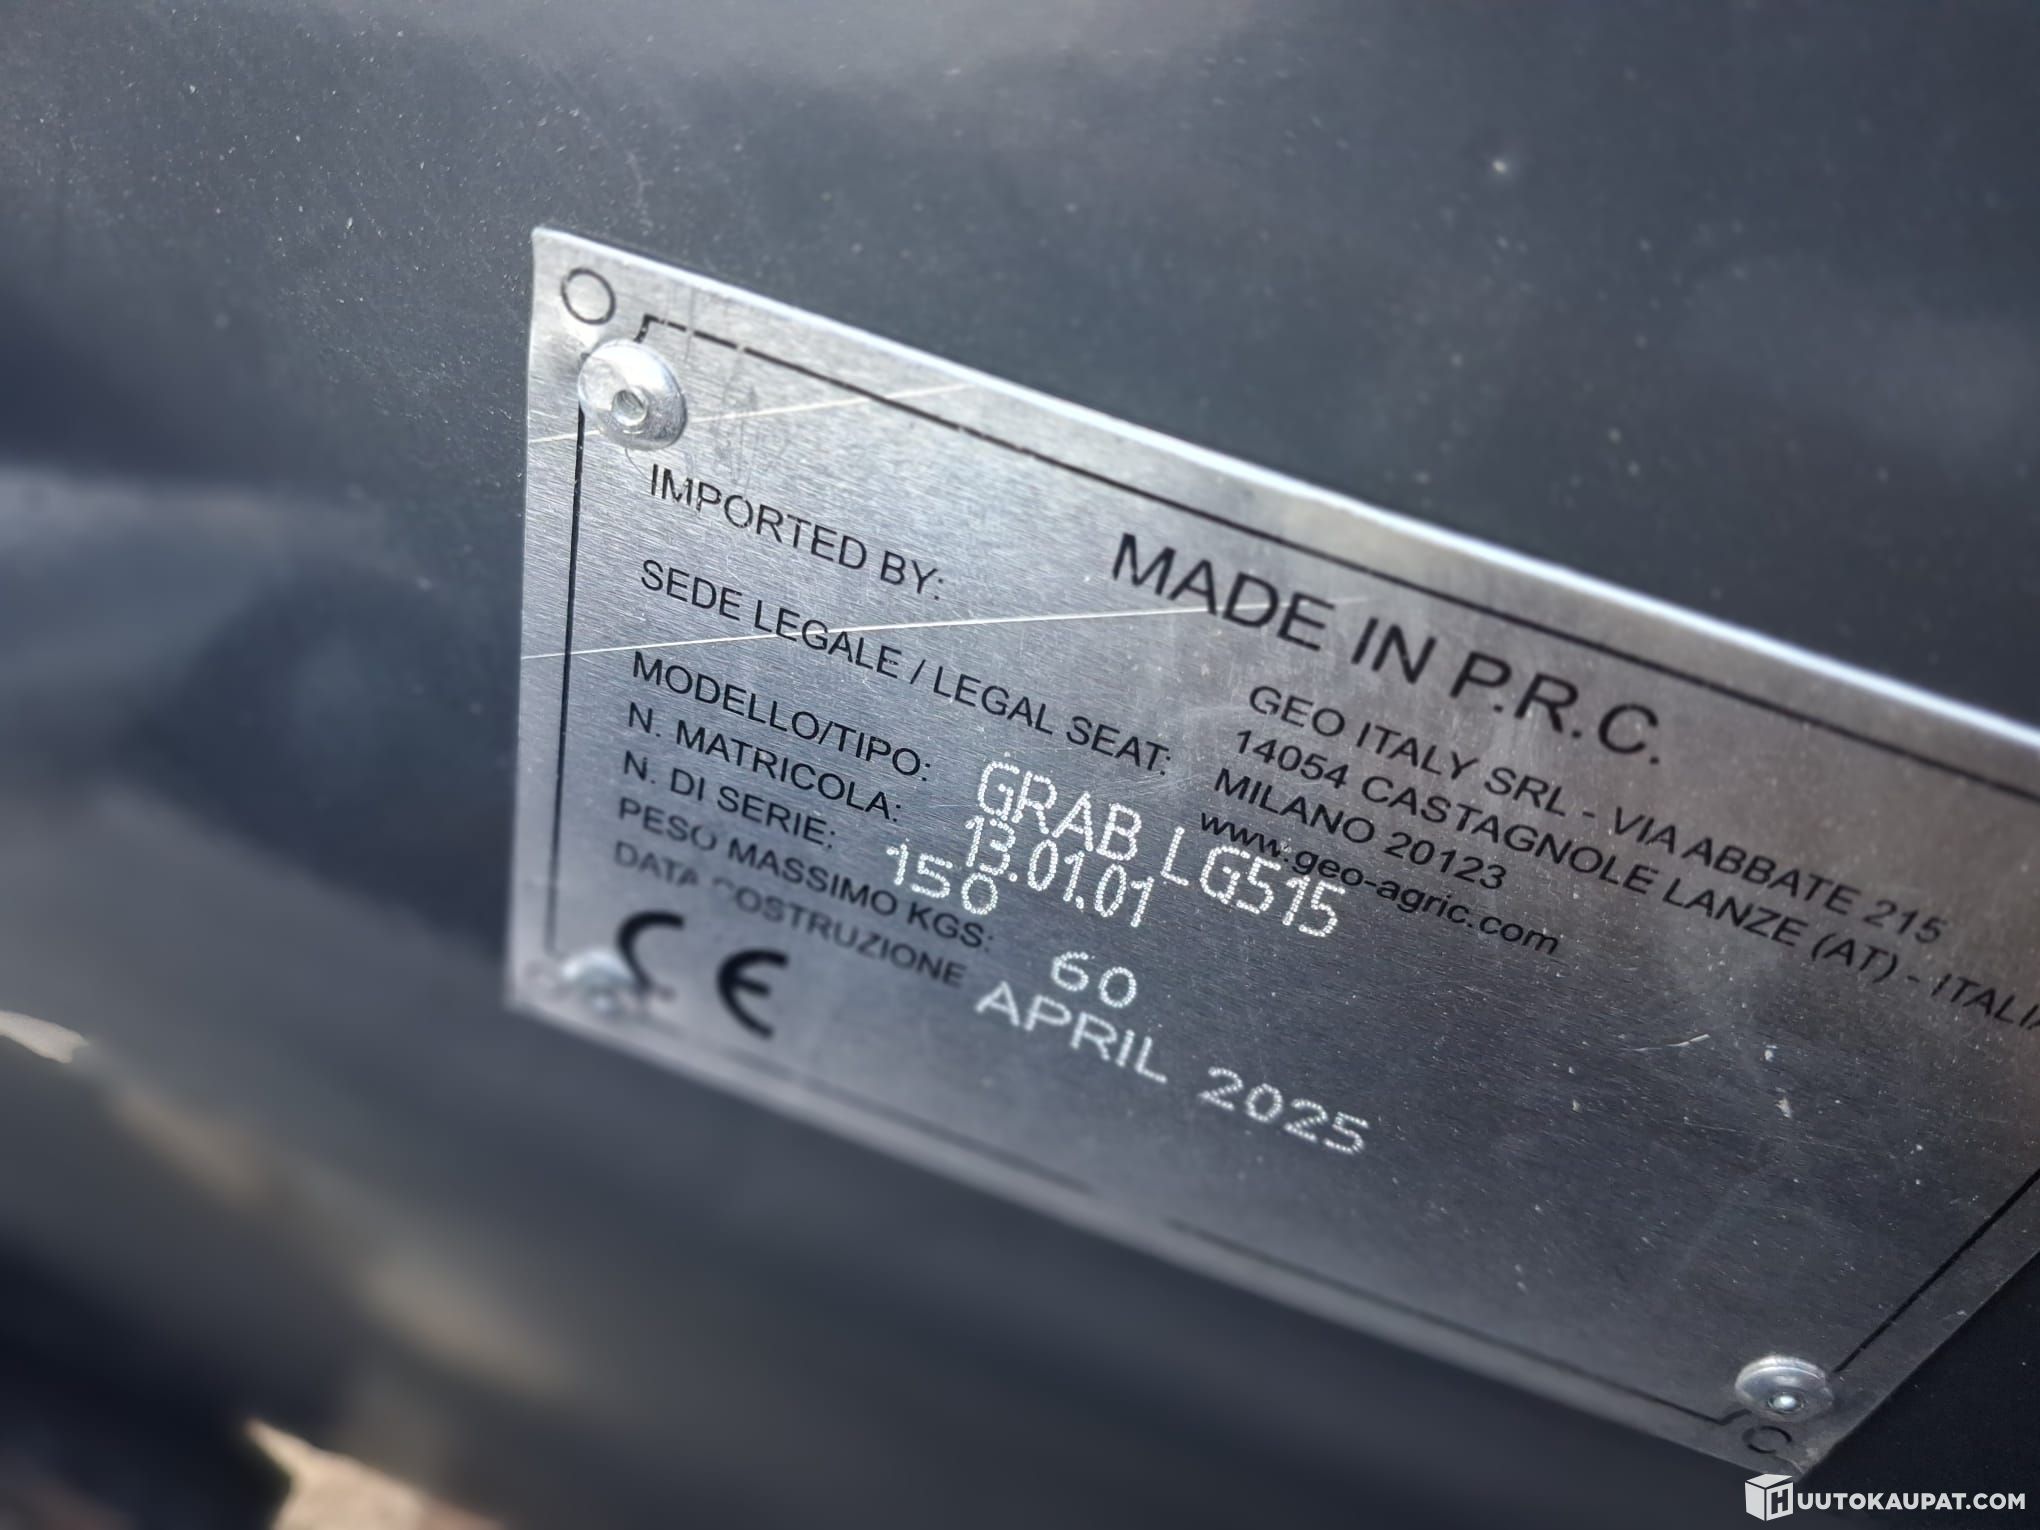 MADE IN P.R.C.
IMPORTED BY: GEO ITALY SRL - VIA ABBATE 215
14054 CASTAGNOLE LANZE (AT) - ITALIA
SEDE LEGALE / LEGAL SEAT: MILANO 20123
www.geo-agric.com
MODELLO/TIPO: GRAB LG515
N. MATRICOLA: 13.01.01
N. DI SERIE: 150
PESO MASSIMO KGS: 60
DATA COSTRUZIONE APRIL 2025
CE
HUUTOKAUPAT.COM